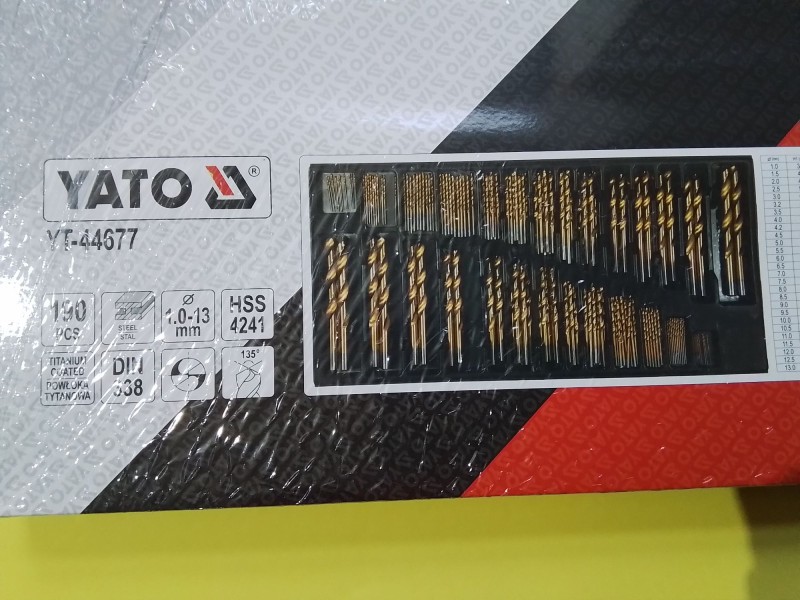 YATO ®
YT-44677
190
PCS
STEEL
STAL
Ø
1.0-13
mm
HSS
4241
TITANIUM
COATED
POWŁOKA
TYTANOWA
DIN
338
135°
1.0
1.5
2.0
2.5
3.0
3.2
3.5
4.0
4.2
4.5
5.0
5.5
6.0
6.5
7.0
7.5
8.0
8.5
9.0
9.5
10.0
10.5
11.0
11.5
12.0
12.5
13.0